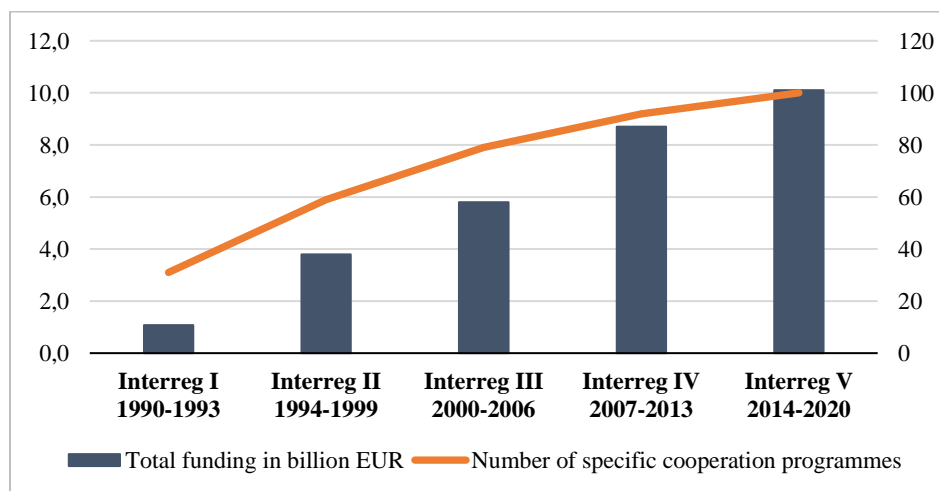 12,0 120
10,0 100
8,0 80
6,0 60
4,0 40
2,0 20
0,0 0
Interreg I Interreg II Interreg III Interreg IV Interreg V
1990-1993 1994-1999 2000-2006 2007-2013 2014-2020
Total funding in billion EUR Number of specific cooperation programmes